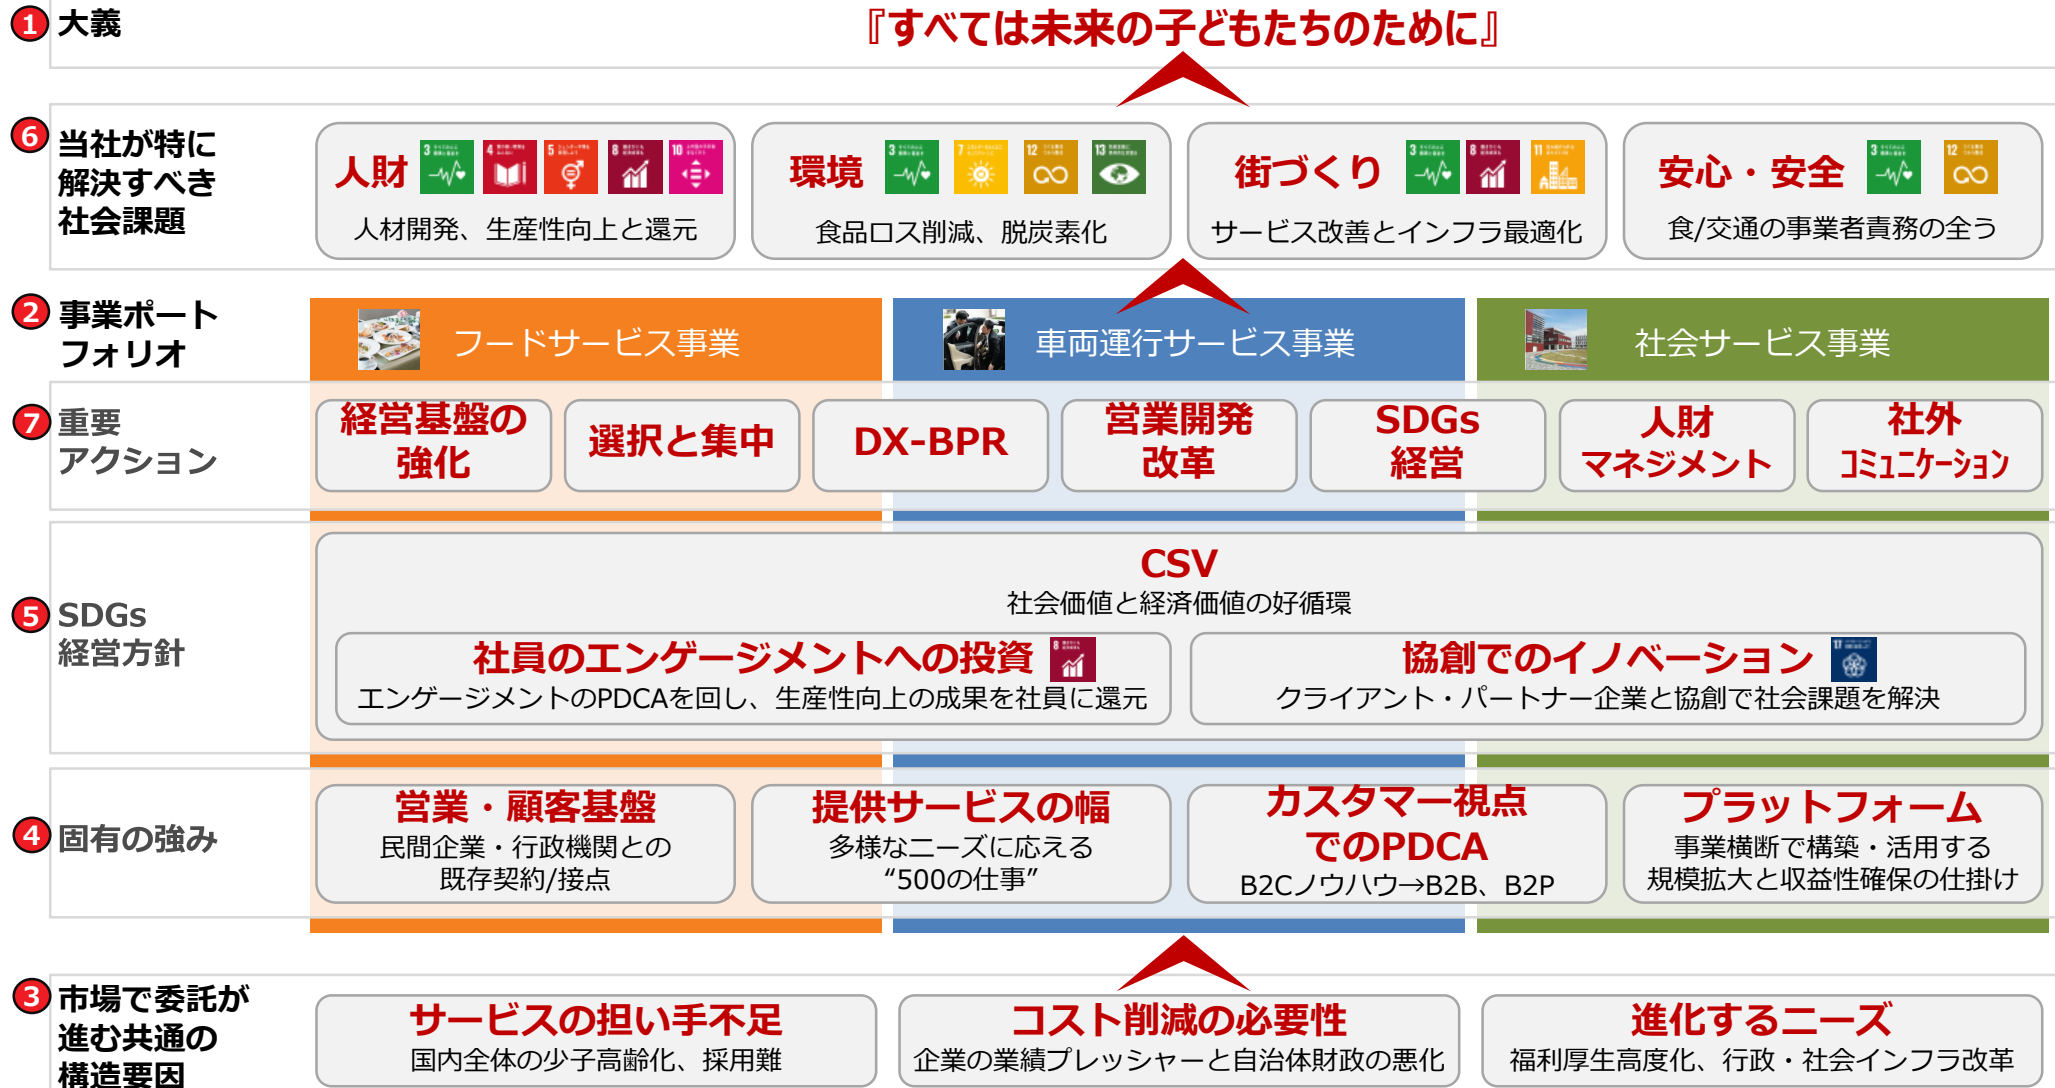 1 大義
『すべては未来の子どもたちのために』
6 当社が特に
解決すべき
社会課題
人財 3 4 5 8 10
人材開発、生産性向上と還元
環境 3 7 12 13
食品ロス削減、脱炭素化
街づくり 3 8 11
サービス改善とインフラ最適化
安心・安全 3 12
食/交通の事業者責務の全う
2 事業ポート
フォリオ
フードサービス事業
車両運行サービス事業
社会サービス事業
7 重要
アクション
経営基盤の
強化
選択と集中
DX-BPR
営業開発
改革
SDGs
経営
人財
マネジメント
社外
コミュニケーション
5 SDGs
経営方針
CSV
社会価値と経済価値の好循環
社員のエンゲージメントへの投資 8
エンゲージメントのPDCAを回し、生産性向上の成果を社員に還元
協創でのイノベーション 17
クライアント・パートナー企業と協創で社会課題を解決
4 固有の強み
営業・顧客基盤
民間企業・行政機関との
既存契約/接点
提供サービスの幅
多様なニーズに応える
“500の仕事”
カスタマー視点
でのPDCA
B2Cノウハウ→B2B、B2P
プラットフォーム
事業横断で構築・活用する
規模拡大と収益性確保の仕掛け
3 市場で委託が
進む共通の
構造要因
サービスの担い手不足
国内全体の少子高齢化、採用難
コスト削減の必要性
企業の業績プレッシャーと自治体財政の悪化
進化するニーズ
福利厚生高度化、行政・社会インフラ改革